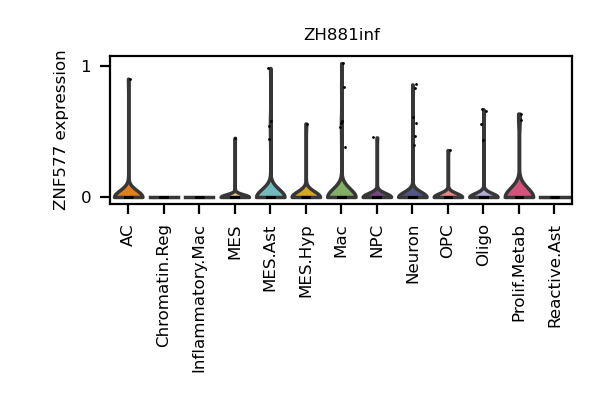 ZH881inf
ZNF577 expression
1
0
AC
Chromatin.Reg
Inflammatory.Mac
MES
MES.Ast
MES.Hyp
Mac
NPC
Neuron
OPC
Oligo
Prolif.Metab
Reactive.Ast